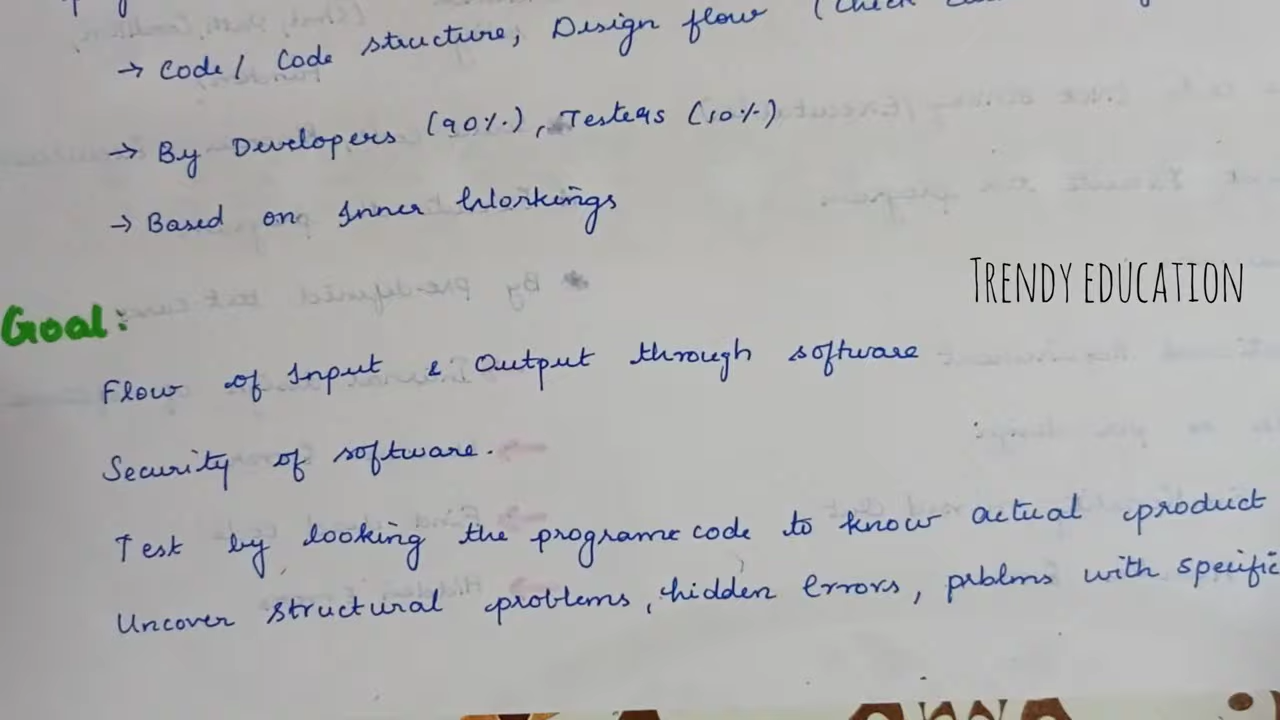 → Code / Code structure, Design flow (Check
→ By Developers (90%), Testers (10%)
→ Based on Inner Workings
TRENDY EDUCATION
Goal:
Flow of Input & Output through software
Security of software.
Test by looking the programe code to know actual product
Uncover structural problems, hidden errors, prblms with specific